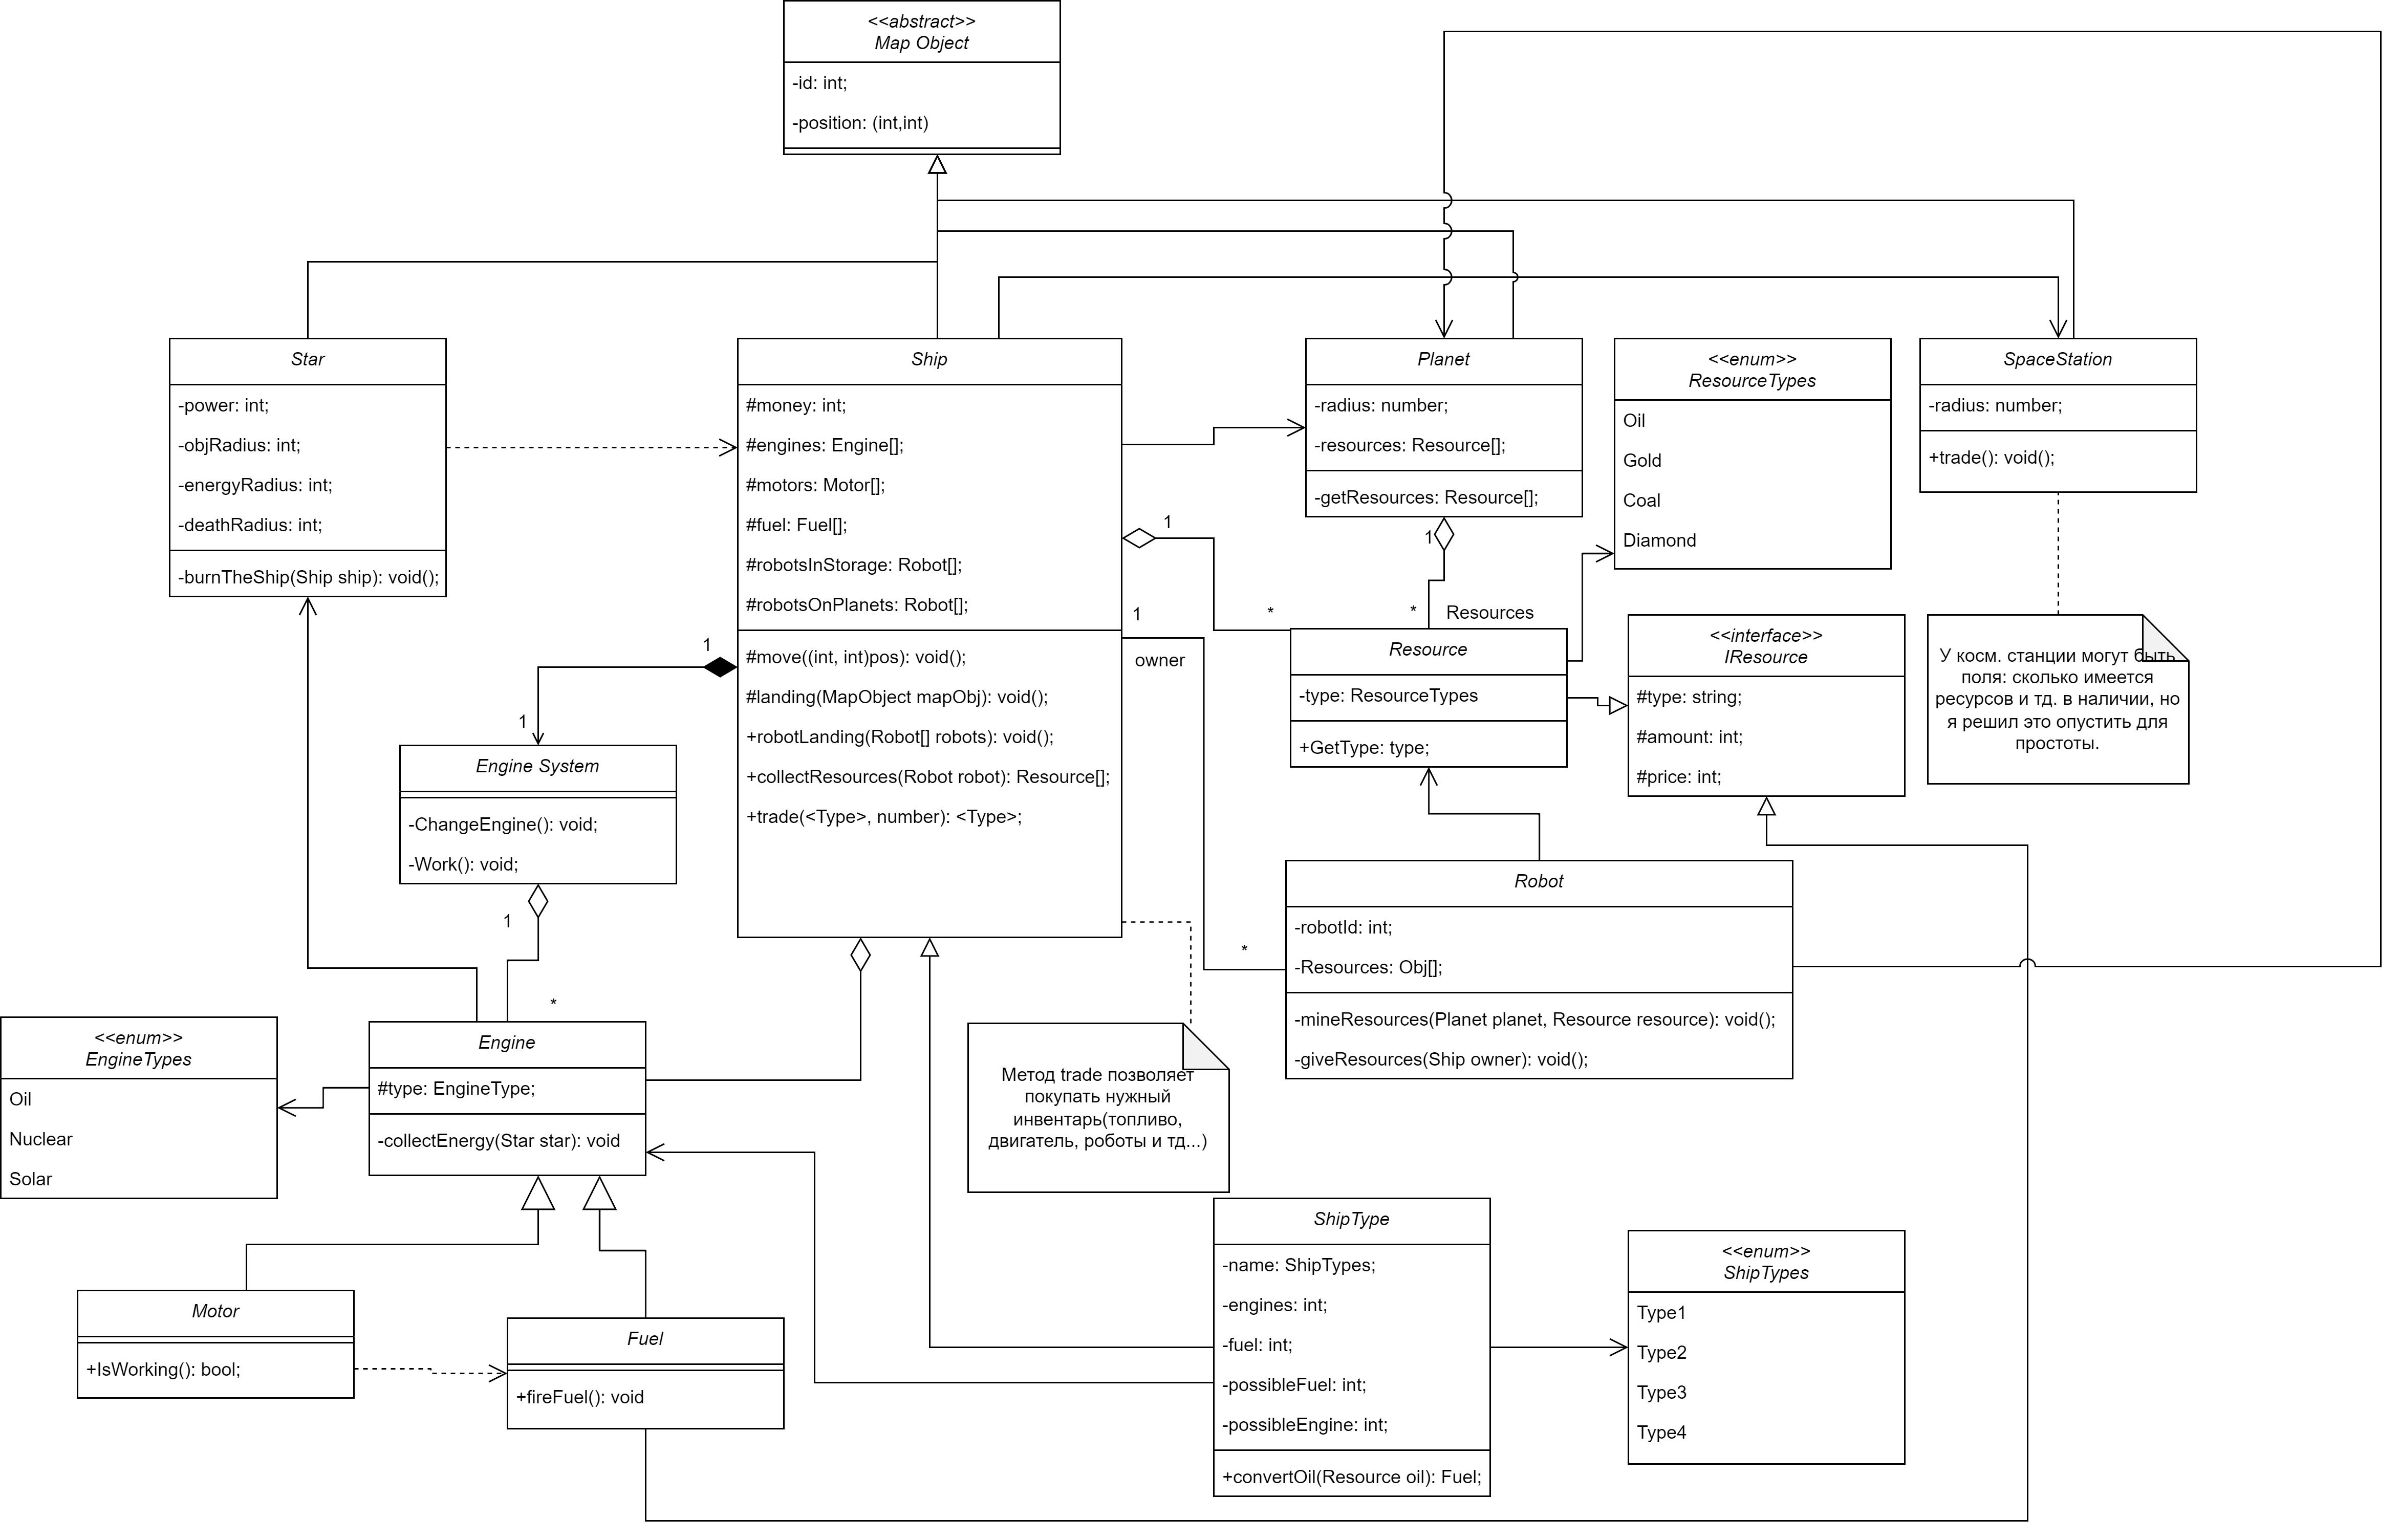 <<abstract>>
Map Object
-id: int;
-position: (int,int)
Star
-power: int;
-objRadius: int;
-energyRadius: int;
-deathRadius: int;
-burnTheShip(Ship ship): void();
Ship
#money: int;
#engines: Engine[];
#motors: Motor[];
#fuel: Fuel[];
#robotsInStorage: Robot[];
#robotsOnPlanets: Robot[];
#move((int, int)pos): void();
#landing(MapObject mapObj): void();
+robotLanding(Robot[] robots): void();
+collectResources(Robot robot): Resource[];
+trade(<Type>, number): <Type>;
Planet
-radius: number;
-resources: Resource[];
-getResources: Resource[];
<<enum>>
ResourceTypes
Oil
Gold
Coal
Diamond
SpaceStation
-radius: number;
+trade(): void();
1
*
1
*
Resources
1
owner
*
1
1
Resource
-type: ResourceTypes
+GetType: type;
<<interface>>
IResource
#type: string;
#amount: int;
#price: int;
У косм. станции могут быть
поля: сколько имеется
ресурсов и тд. в наличии, но
я решил это опустить для
простоты.
Engine System
-ChangeEngine(): void;
-Work(): void;
1
*
Robot
-robotId: int;
-Resources: Obj[];
-mineResources(Planet planet, Resource resource): void();
-giveResources(Ship owner): void();
<<enum>>
EngineTypes
Oil
Nuclear
Solar
Engine
#type: EngineType;
-collectEnergy(Star star): void
Метод trade позволяет
покупать нужный
инвентарь(топливо,
двигатель, роботы и тд...)
ShipType
-name: ShipTypes;
-engines: int;
-fuel: int;
-possibleFuel: int;
-possibleEngine: int;
+convertOil(Resource oil): Fuel;
<<enum>>
ShipTypes
Type1
Type2
Type3
Type4
Motor
+IsWorking(): bool;
Fuel
+fireFuel(): void